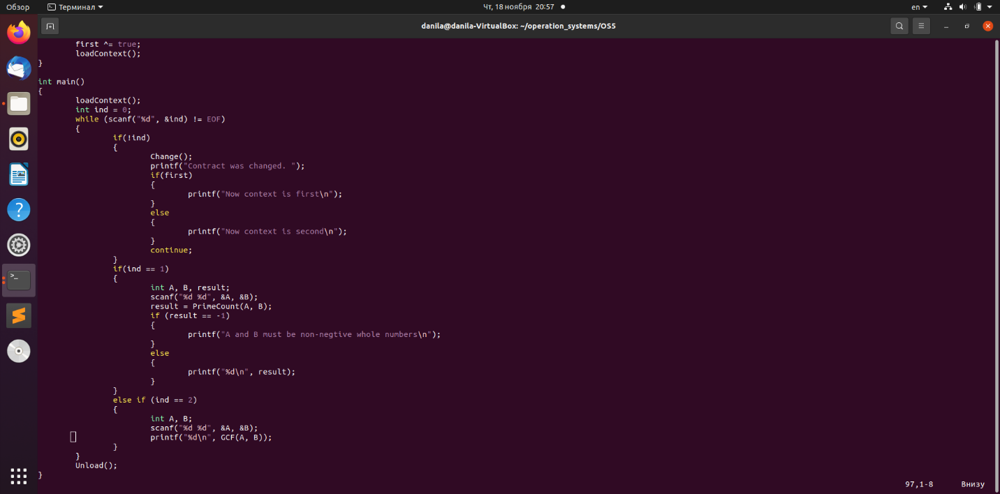 Обзор Терминал Чт, 18 ноября 20:57 en
danila@danila-VirtualBox: ~/operation_systems/OS5
first ^= true;
loadContext();
}
int main()
{
loadContext();
int ind = 0;
while (scanf("%d", &ind) != EOF)
{
if(!ind)
{
Change();
printf("Contract was changed. ");
if(first)
{
printf("Now context is first\n");
}
else
{
printf("Now context is second\n");
}
continue;
}
if(ind == 1)
{
int A, B, result;
scanf("%d %d", &A, &B);
result = PrimeCount(A, B);
if (result == -1)
{
printf("A and B must be non-negtive whole numbers\n");
}
else
{
printf("%d\n", result);
}
}
else if (ind == 2)
{
int A, B;
scanf("%d %d", &A, &B);
printf("%d\n", GCF(A, B));
}
}
Unload();
}
97,1-8 Внизу